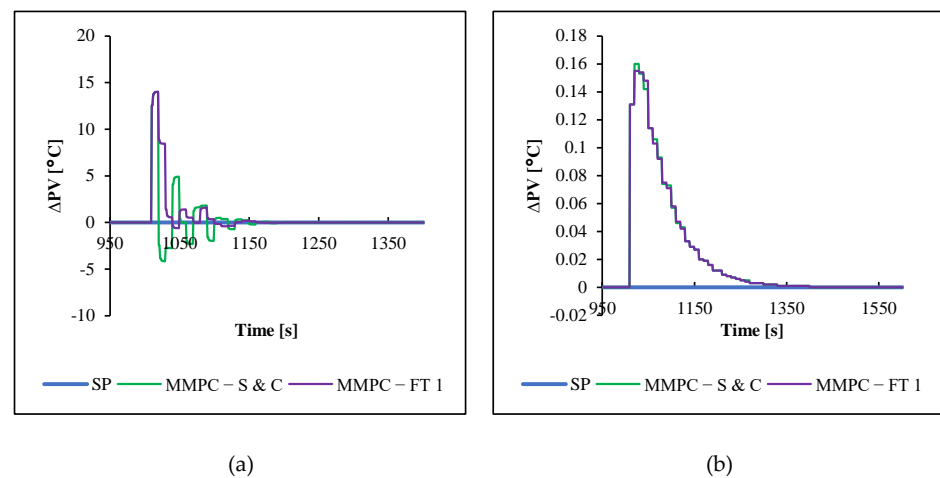 20
15
10
5
0
-5
-10
ΔPV [°C]
950 1050 1150 1250 1350
Time [s]
SP MMPC – S & C MMPC – FT 1
(a)
0.18
0.16
0.14
0.12
0.1
0.08
0.06
0.04
0.02
0
-0.02
ΔPV [°C]
950 1150 1350 1550
Time [s]
SP MMPC – S & C MMPC – FT 1
(b)